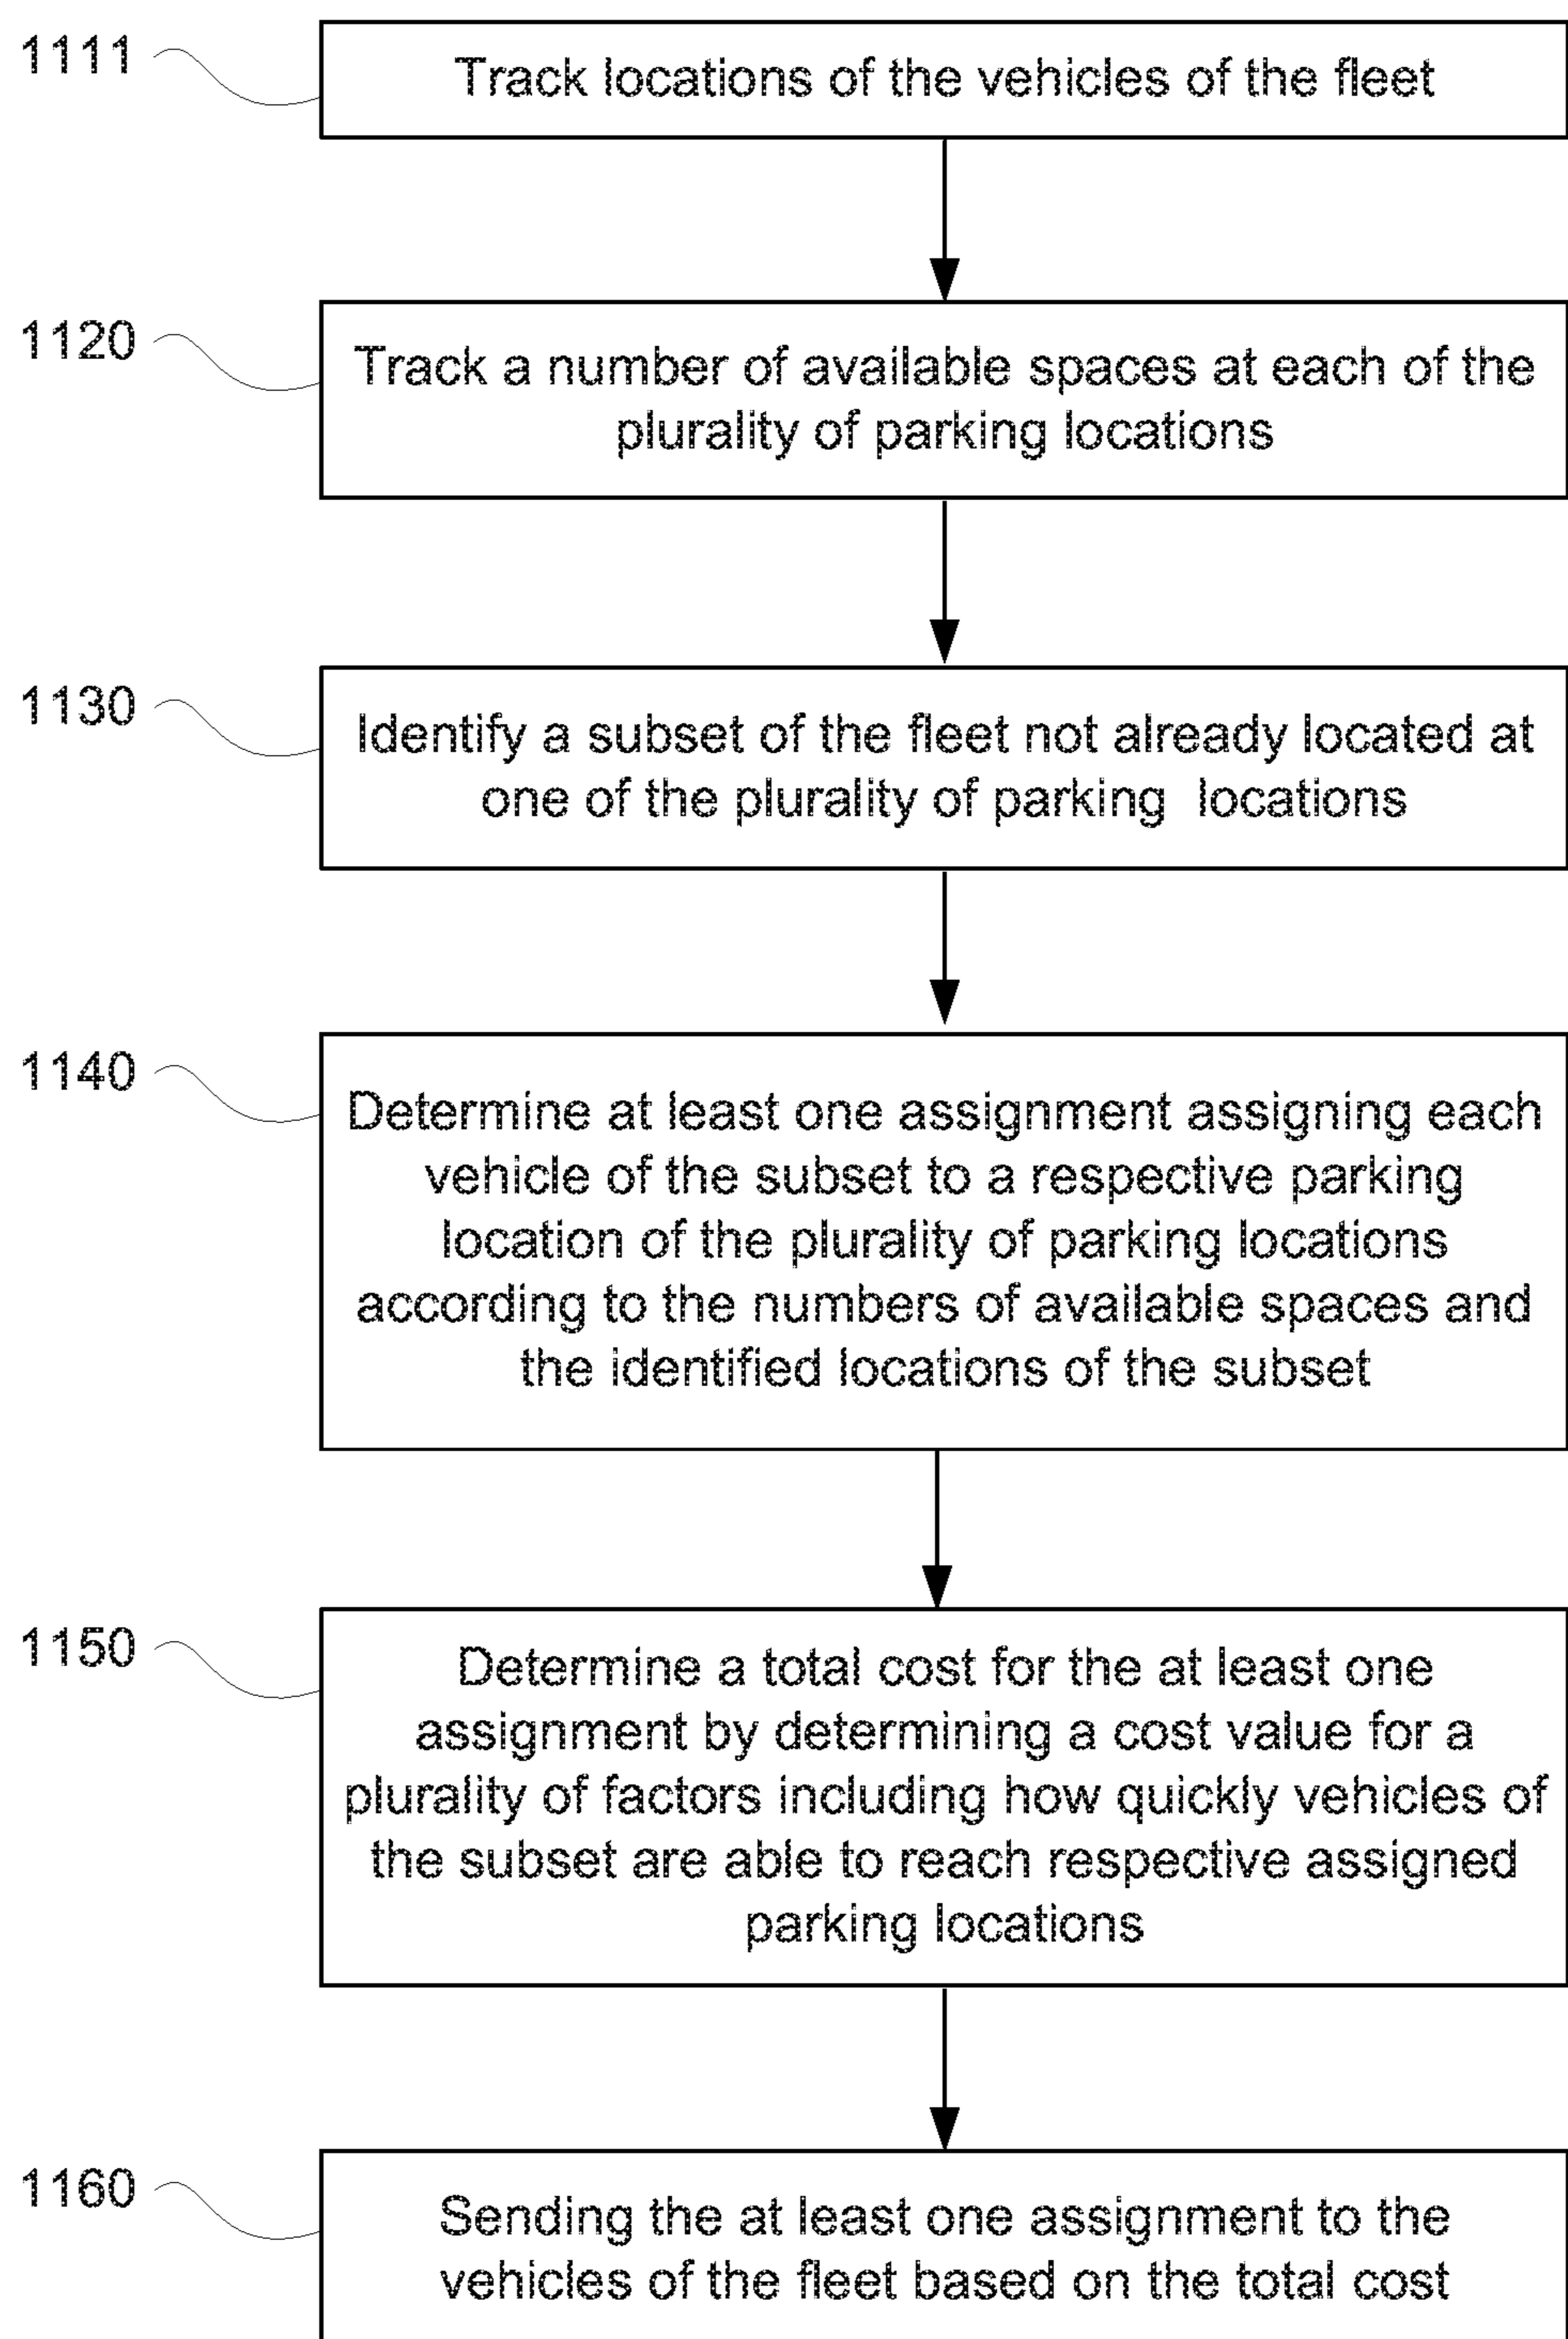 1111
Track locations of the vehicles of the fleet
1120
Track a number of available spaces at each of the
plurality of parking locations
1130
Identify a subset of the fleet not already located at
one of the plurality of parking locations
1140
Determine at least one assignment assigning each
vehicle of the subset to a respective parking
location of the plurality of parking locations
according to the numbers of available spaces and
the identified locations of the subset
1150
Determine a total cost for the at least one
assignment by determining a cost value for a
plurality of factors including how quickly vehicles of
the subset are able to reach respective assigned
parking locations
1160
Sending the at least one assignment to the
vehicles of the fleet based on the total cost